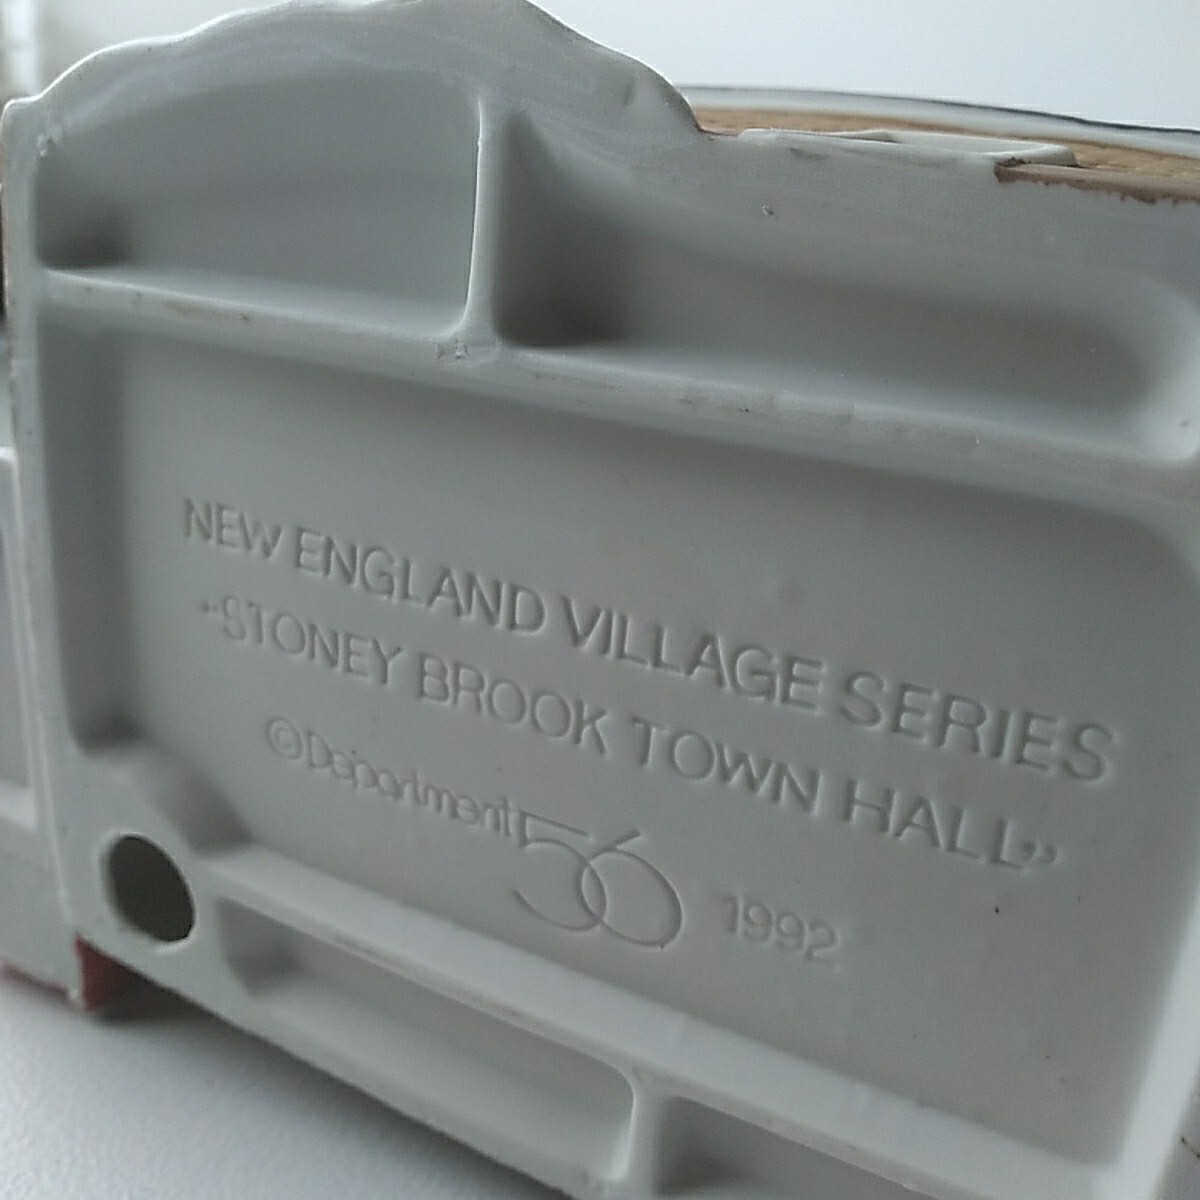 NEW ENGLAND VILLAGE SERIES
"STONEY BROOK TOWN HALL"
©Department 56 1992